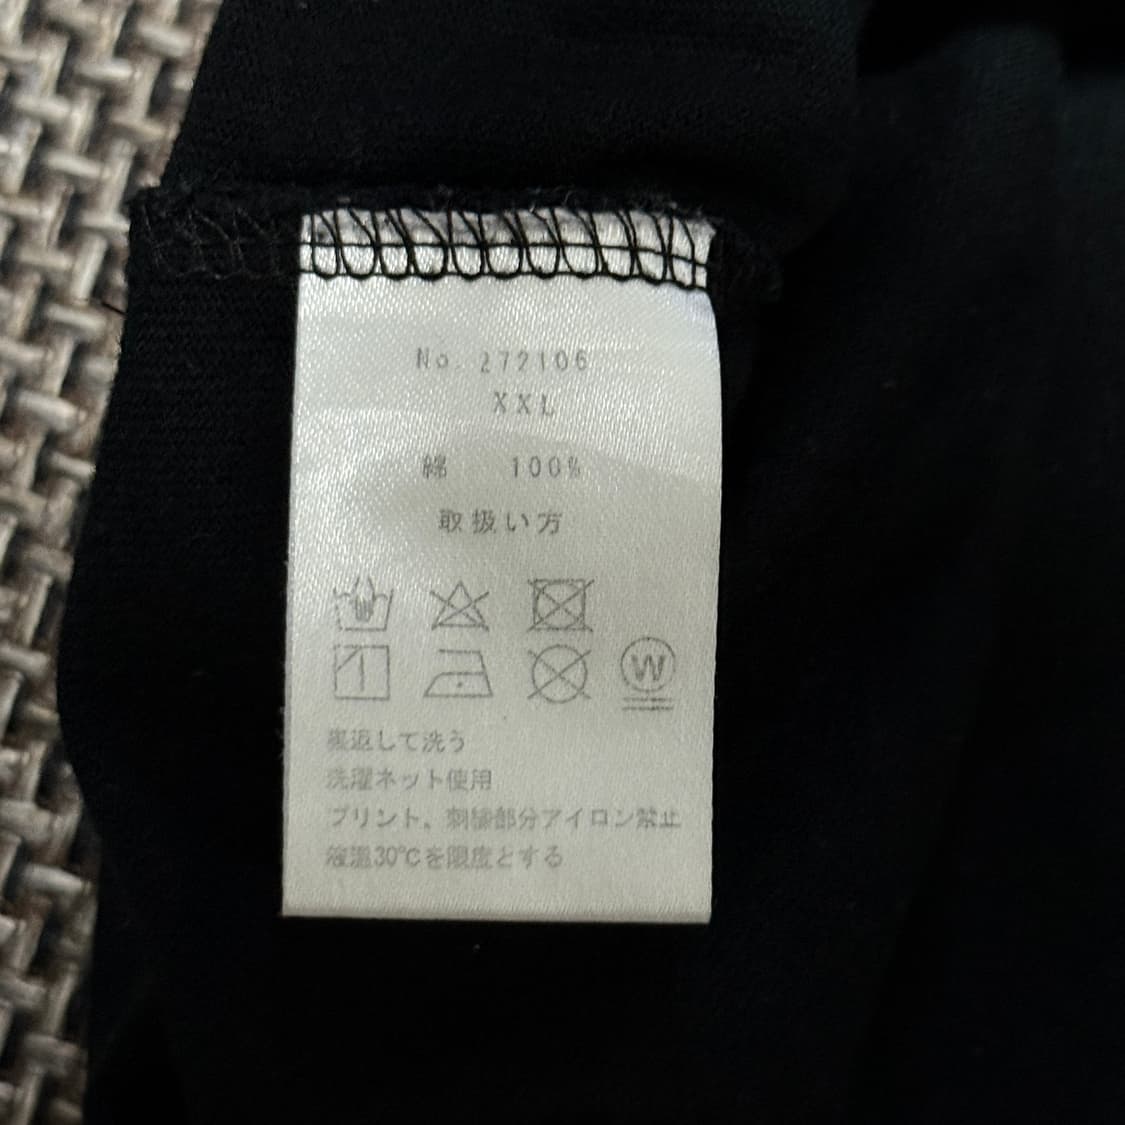 No. 272106
XXL
綿 100%
取扱い方
W
裏返して洗う
洗濯ネット使用
プリント、刺繍部分アイロン禁止
液温30℃を限度とする